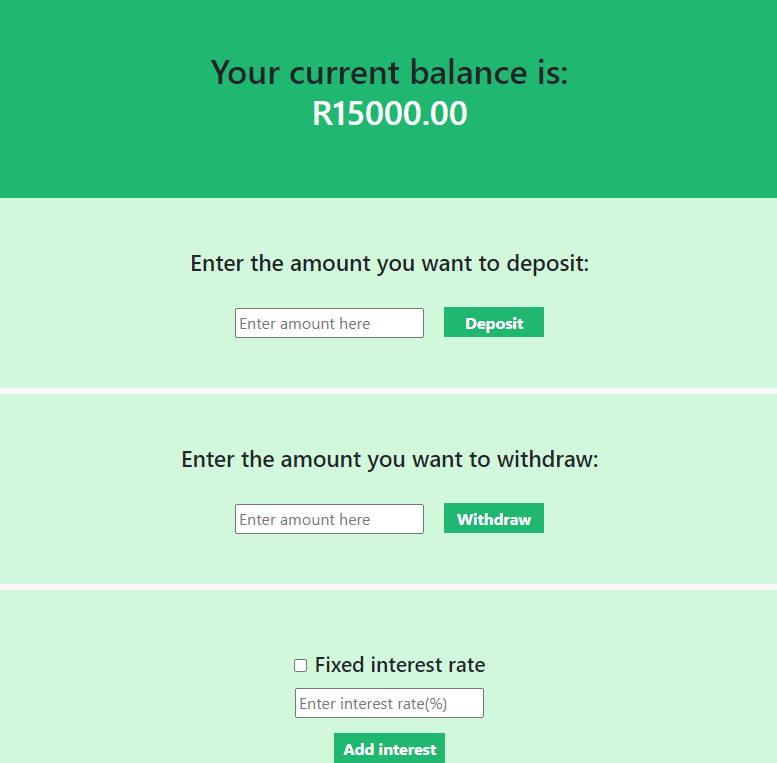 Your current balance is:
R15000.00
Enter the amount you want to deposit:
Enter amount here Deposit
Enter the amount you want to withdraw:
Enter amount here Withdraw
Fixed interest rate
Enter interest rate(%)
Add interest